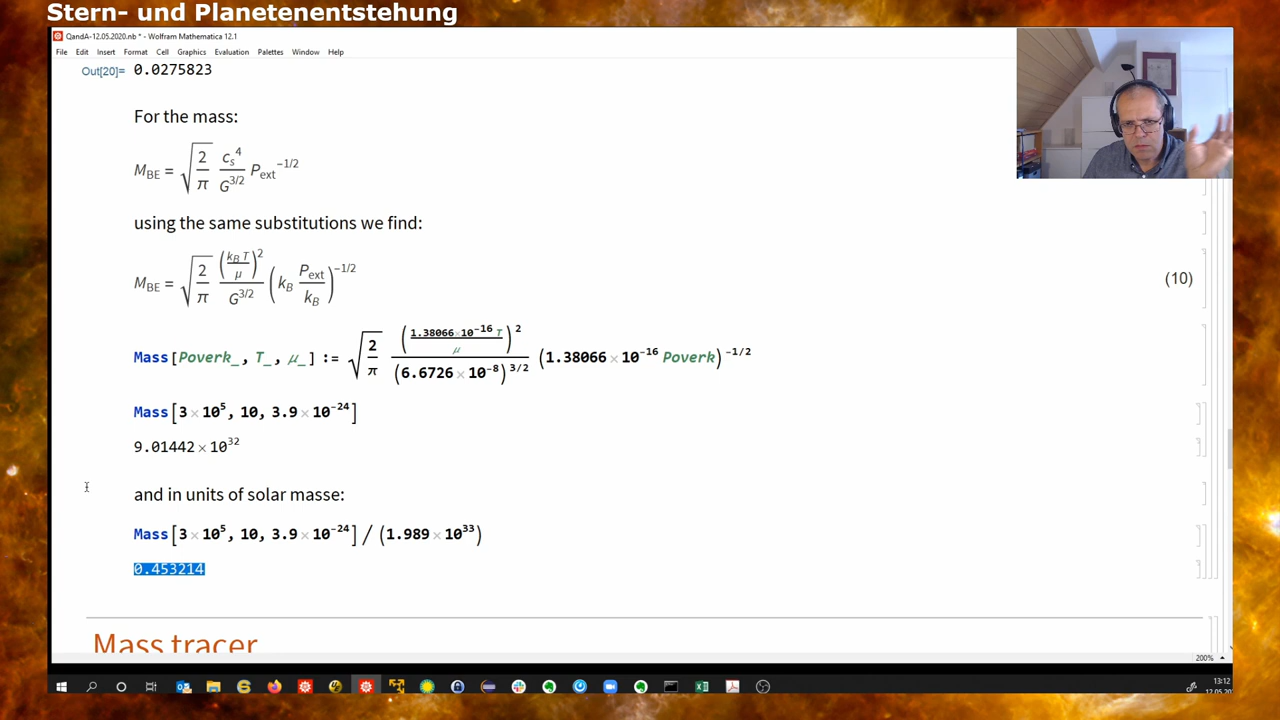 Stern- und Planetenentstehung
QandA-12.05.2020.nb * - Wolfram Mathematica 12.1
File Edit Insert Format Cell Graphics Evaluation Palettes Window Help
Out[20]= 0.0275823
For the mass:
M_BE = √(2/π) c_s^4/G^{3/2} P_ext^{-1/2}
using the same substitutions we find:
M_BE = √(2/π) (k_B T/μ)^2/G^{3/2} (k_B P_ext/k_B)^{-1/2} (10)
Mass[Poverk_, T_, μ_] := √(2/π) (1.38066×10^-16 T/μ)^2/(6.6726×10^-8)^{3/2} (1.38066×10^-16 Poverk)^{-1/2}
Mass[3×10^5, 10, 3.9×10^-24]
9.01442×10^32
and in units of solar masse:
Mass[3×10^5, 10, 3.9×10^-24] / (1.989×10^33)
0.453214
Mass tracer
200%
13:12
12.05.20